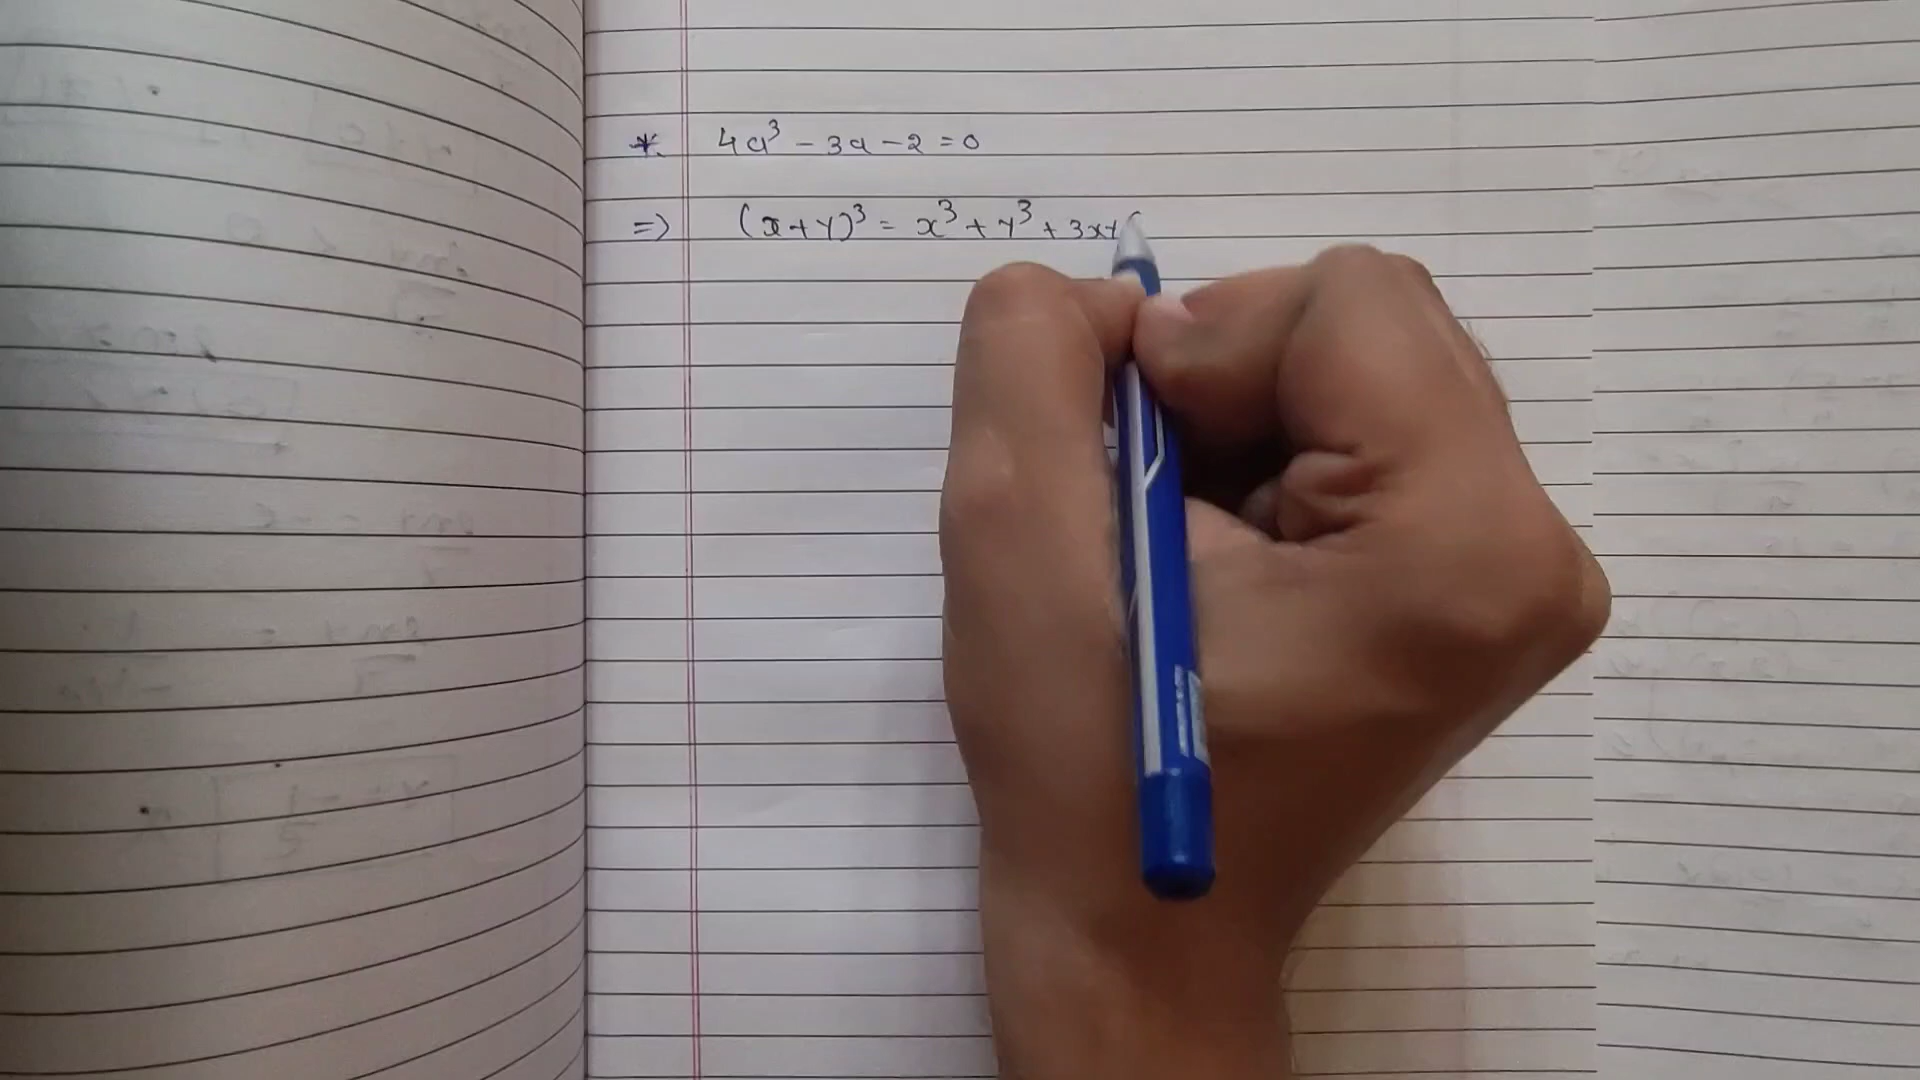 *. 4a³ - 3a - 2 = 0
=> (x+y)³ = x³ + y³ + 3xy(